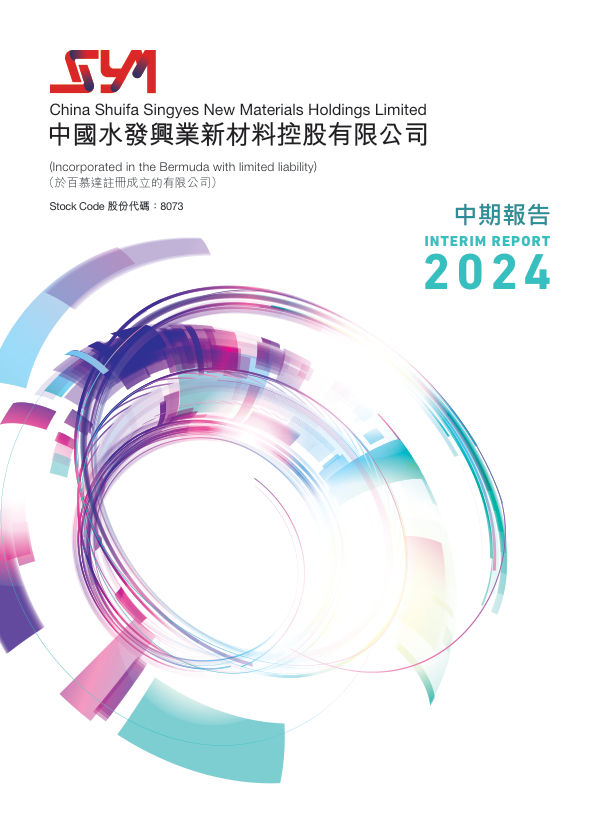 SYM
China Shuifa Singyes New Materials Holdings Limited
中國水發興業新材料控股有限公司
(Incorporated in the Bermuda with limited liability)
(於百慕達註冊成立的有限公司)
Stock Code 股份代碼：8073
中期報告
INTERIM REPORT
2024